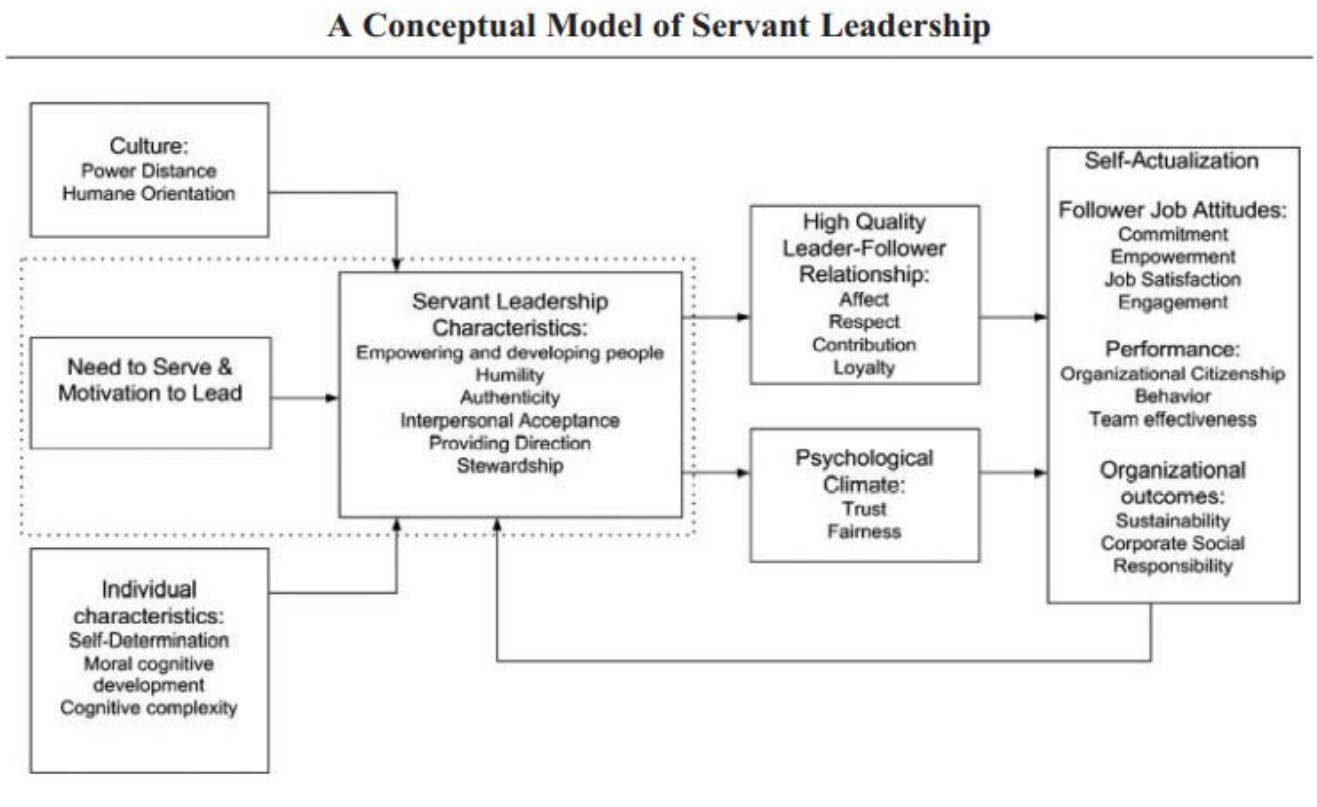 A Conceptual Model of Servant Leadership
Culture:
Power Distance
Humane Orientation
Need to Serve &
Motivation to Lead
Individual
characteristics:
Self-Determination
Moral cognitive
development
Cognitive complexity
Servant Leadership
Characteristics:
Empowering and developing people
Humility
Authenticity
Interpersonal Acceptance
Providing Direction
Stewardship
High Quality
Leader-Follower
Relationship:
Affect
Respect
Contribution
Loyalty
Psychological
Climate:
Trust
Fairness
Self-Actualization
Follower Job Attitudes:
Commitment
Empowerment
Job Satisfaction
Engagement
Performance:
Organizational Citizenship
Behavior
Team effectiveness
Organizational
outcomes:
Sustainability
Corporate Social
Responsibility